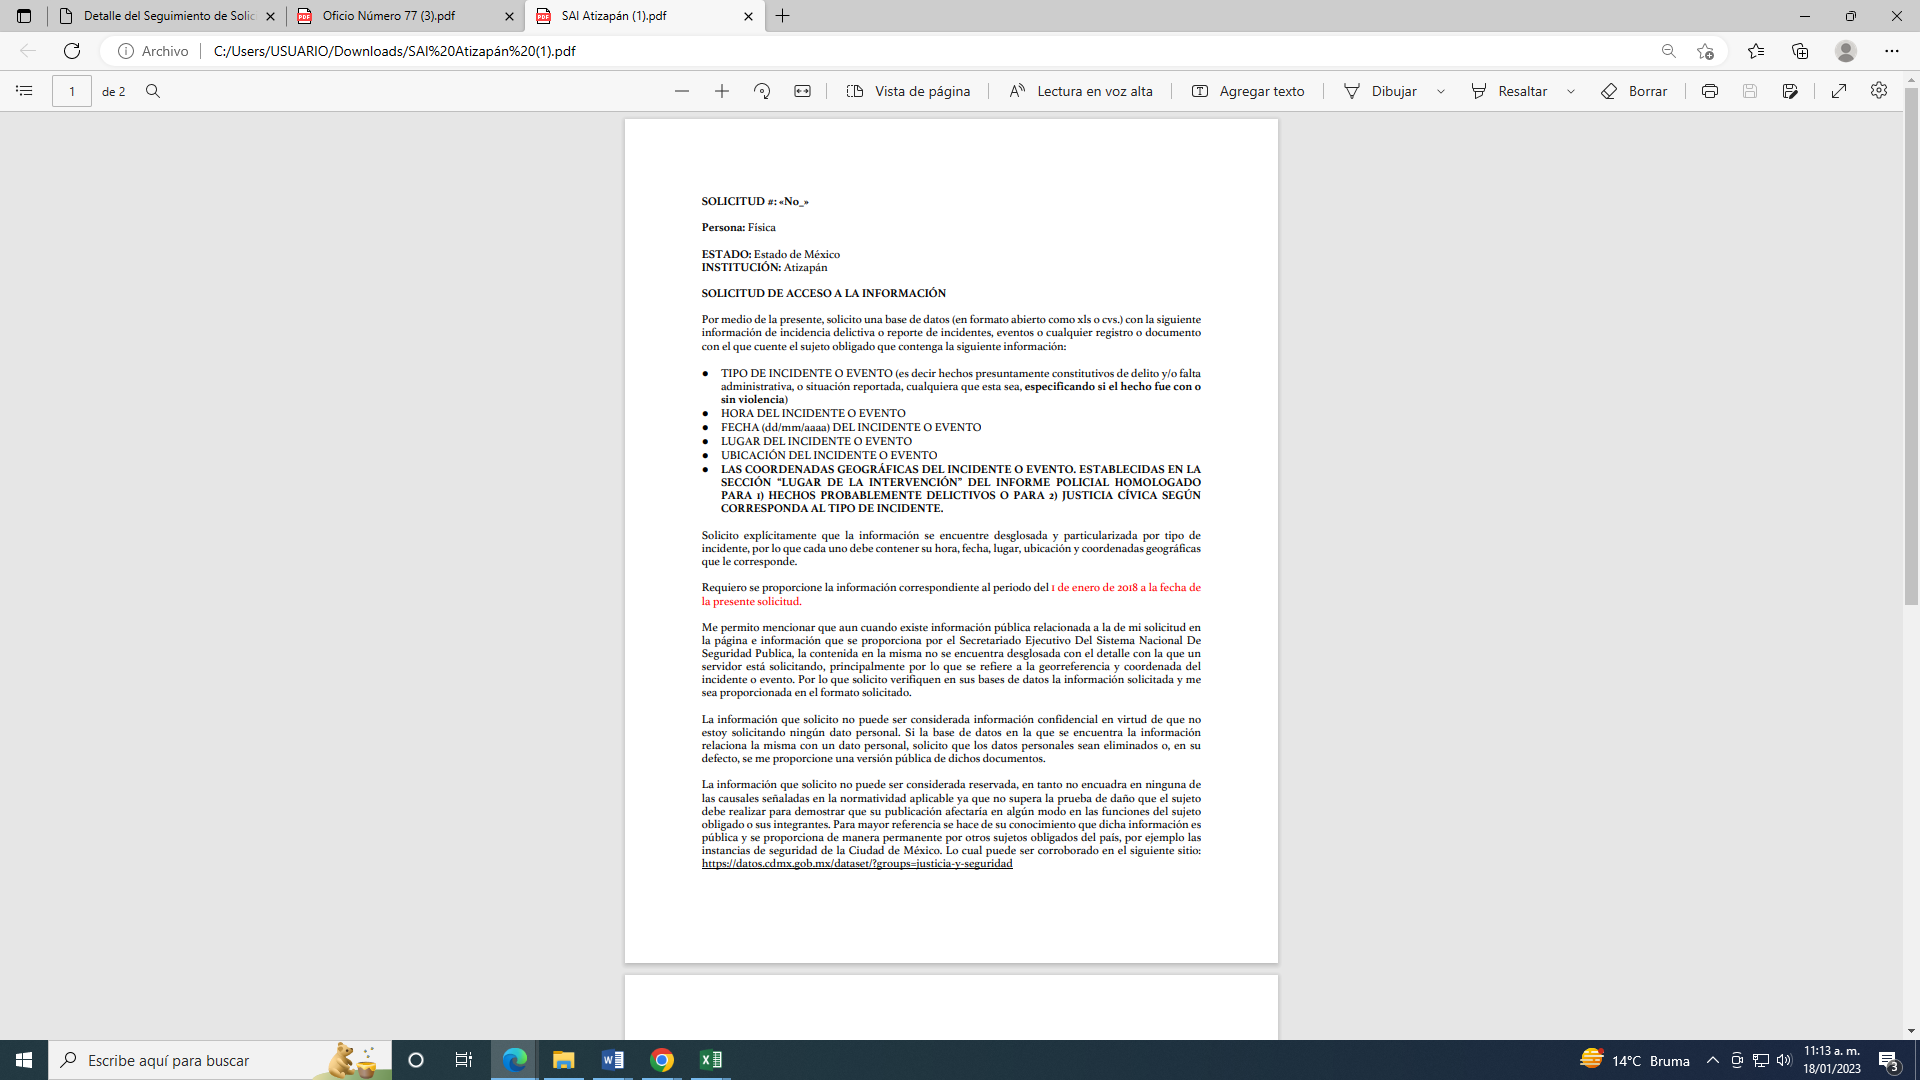 Detalle del Seguimiento de Solic
Oficio Número 77 (3).pdf
SAI Atizapán (1).pdf
Archivo
C:/Users/USUARIO/Downloads/SAI%20Atizapán%20(1).pdf
1 de 2
Vista de página
Lectura en voz alta
Agregar texto
Dibujar
Resaltar
Borrar
SOLICITUD #: «No_»
Persona: Física
ESTADO: Estado de México
INSTITUCIÓN: Atizapán
SOLICITUD DE ACCESO A LA INFORMACIÓN
Por medio de la presente, solicito una base de datos (en formato abierto como xls o cvs.) con la siguiente
información de incidencia delictiva o reporte de incidentes, eventos o cualquier registro o documento
con el que cuente el sujeto obligado que contenga la siguiente información:
● TIPO DE INCIDENTE O EVENTO (es decir hechos presuntamente constitutivos de delito y/o falta
administrativa, o situación reportada, cualquiera que esta sea, especificando si el hecho fue con o
sin violencia)
● HORA DEL INCIDENTE O EVENTO
● FECHA (dd/mm/aaaa) DEL INCIDENTE O EVENTO
● LUGAR DEL INCIDENTE O EVENTO
● UBICACIÓN DEL INCIDENTE O EVENTO
● LAS COORDENADAS GEOGRÁFICAS DEL INCIDENTE O EVENTO. ESTABLECIDAS EN LA
SECCIÓN “LUGAR DE LA INTERVENCIÓN” DEL INFORME POLICIAL HOMOLOGADO
PARA 1) HECHOS PROBABLEMENTE DELICTIVOS O PARA 2) JUSTICIA CÍVICA SEGÚN
CORRESPONDA AL TIPO DE INCIDENTE.
Solicito explícitamente que la información se encuentre desglosada y particularizada por tipo de
incidente, por lo que cada uno debe contener su hora, fecha, lugar, ubicación y coordenadas geográficas
que le corresponde.
Requiero se proporcione la información correspondiente al periodo del 1 de enero de 2018 a la fecha de
la presente solicitud.
Me permito mencionar que aun cuando existe información pública relacionada a la de mi solicitud en
la página e información que se proporciona por el Secretariado Ejecutivo Del Sistema Nacional De
Seguridad Publica, la contenida en la misma no se encuentra desglosada con el detalle con la que un
servidor está solicitando, principalmente por lo que se refiere a la georreferencia y coordenada del
incidente o evento. Por lo que solicito verifiquen en sus bases de datos la información solicitada y me
sea proporcionada en el formato solicitado.
La información que solicito no puede ser considerada información confidencial en virtud de que no
estoy solicitando ningún dato personal. Si la base de datos en la que se encuentra la información
relaciona la misma con un dato personal, solicito que los datos personales sean eliminados o, en su
defecto, se me proporcione una versión pública de dichos documentos.
La información que solicito no puede ser considerada reservada, en tanto no encuadra en ninguna de
las causales señaladas en la normatividad aplicable ya que no supera la prueba de daño que el sujeto
debe realizar para demostrar que su publicación afectaría en algún modo en las funciones del sujeto
obligado o sus integrantes. Para mayor referencia se hace de su conocimiento que dicha información es
pública y se proporciona de manera permanente por otros sujetos obligados del país, por ejemplo las
instancias de seguridad de la Ciudad de México. Lo cual puede ser corroborado en el siguiente sitio:
https://datos.cdmx.gob.mx/dataset/?groups=justicia-y-seguridad
Escribe aquí para buscar
14°C Bruma
11:13 a. m.
18/01/2023
3